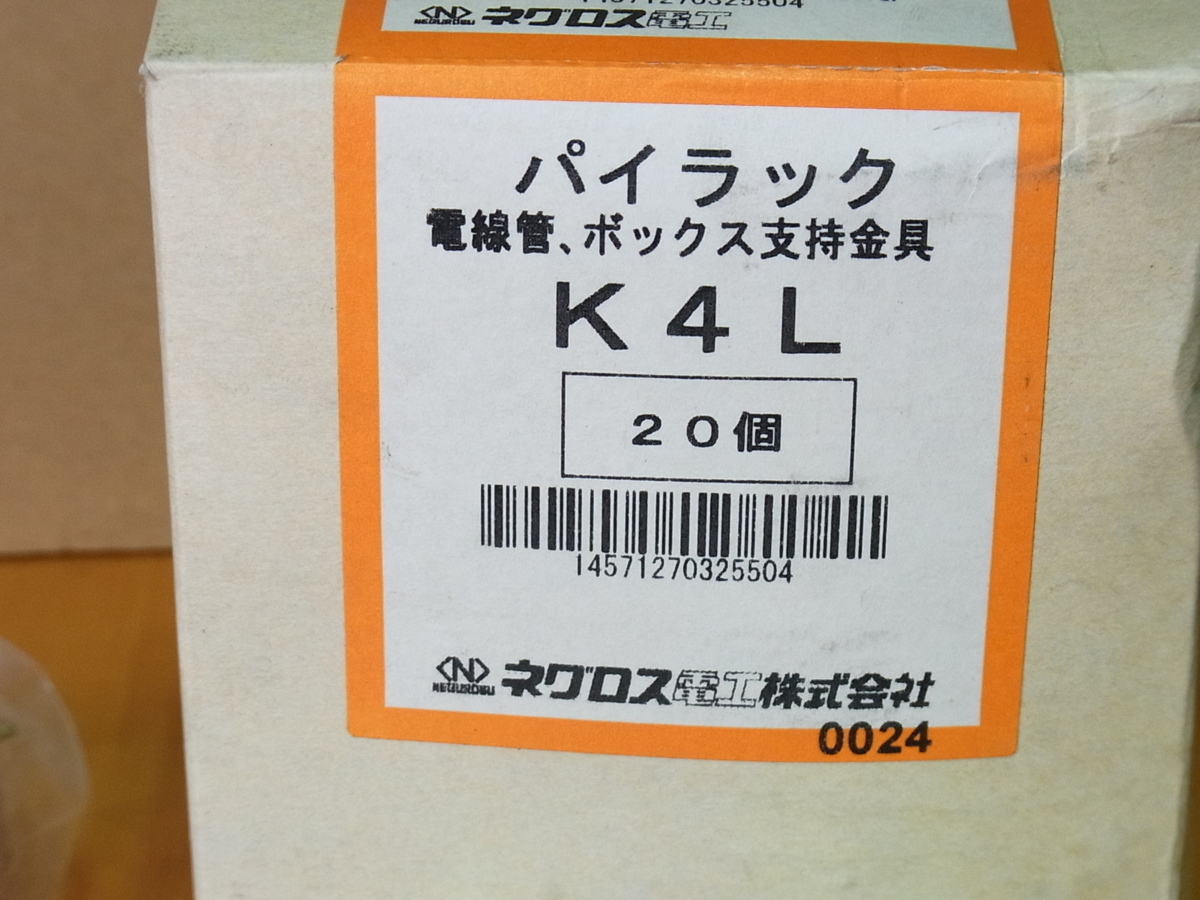 14571270325504
NEGUROSU ネグロス電工
パイラック
電線管、ボックス支持金具
K4L
20個
14571270325504
NEGUROSU ネグロス電工株式会社
0024